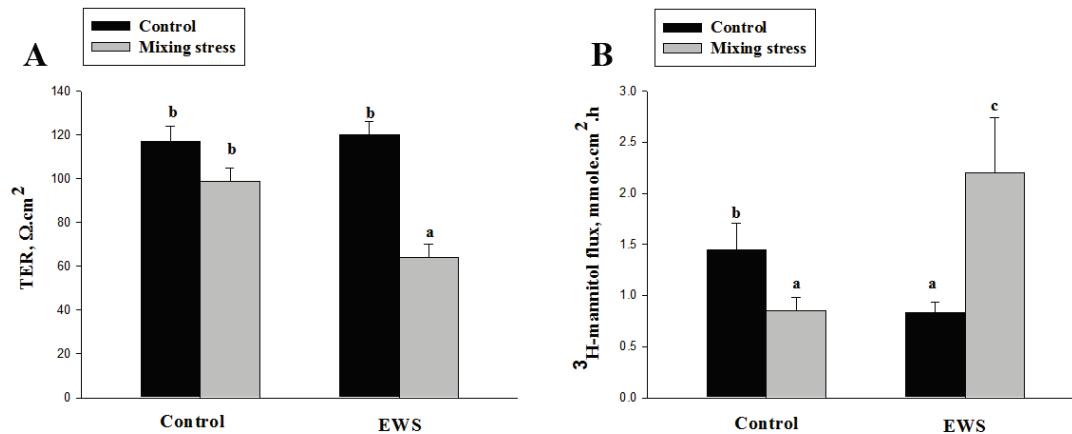 Control
Mixing stress
A
TER, Ω.cm²
140
120
100
80
60
40
20
0
b
b
b
a
Control
EWS
Control
Mixing stress
B
³H-mannitol flux, mmole.cm².h
3.0
2.5
2.0
1.5
1.0
0.5
0.0
b
a
a
c
Control
EWS